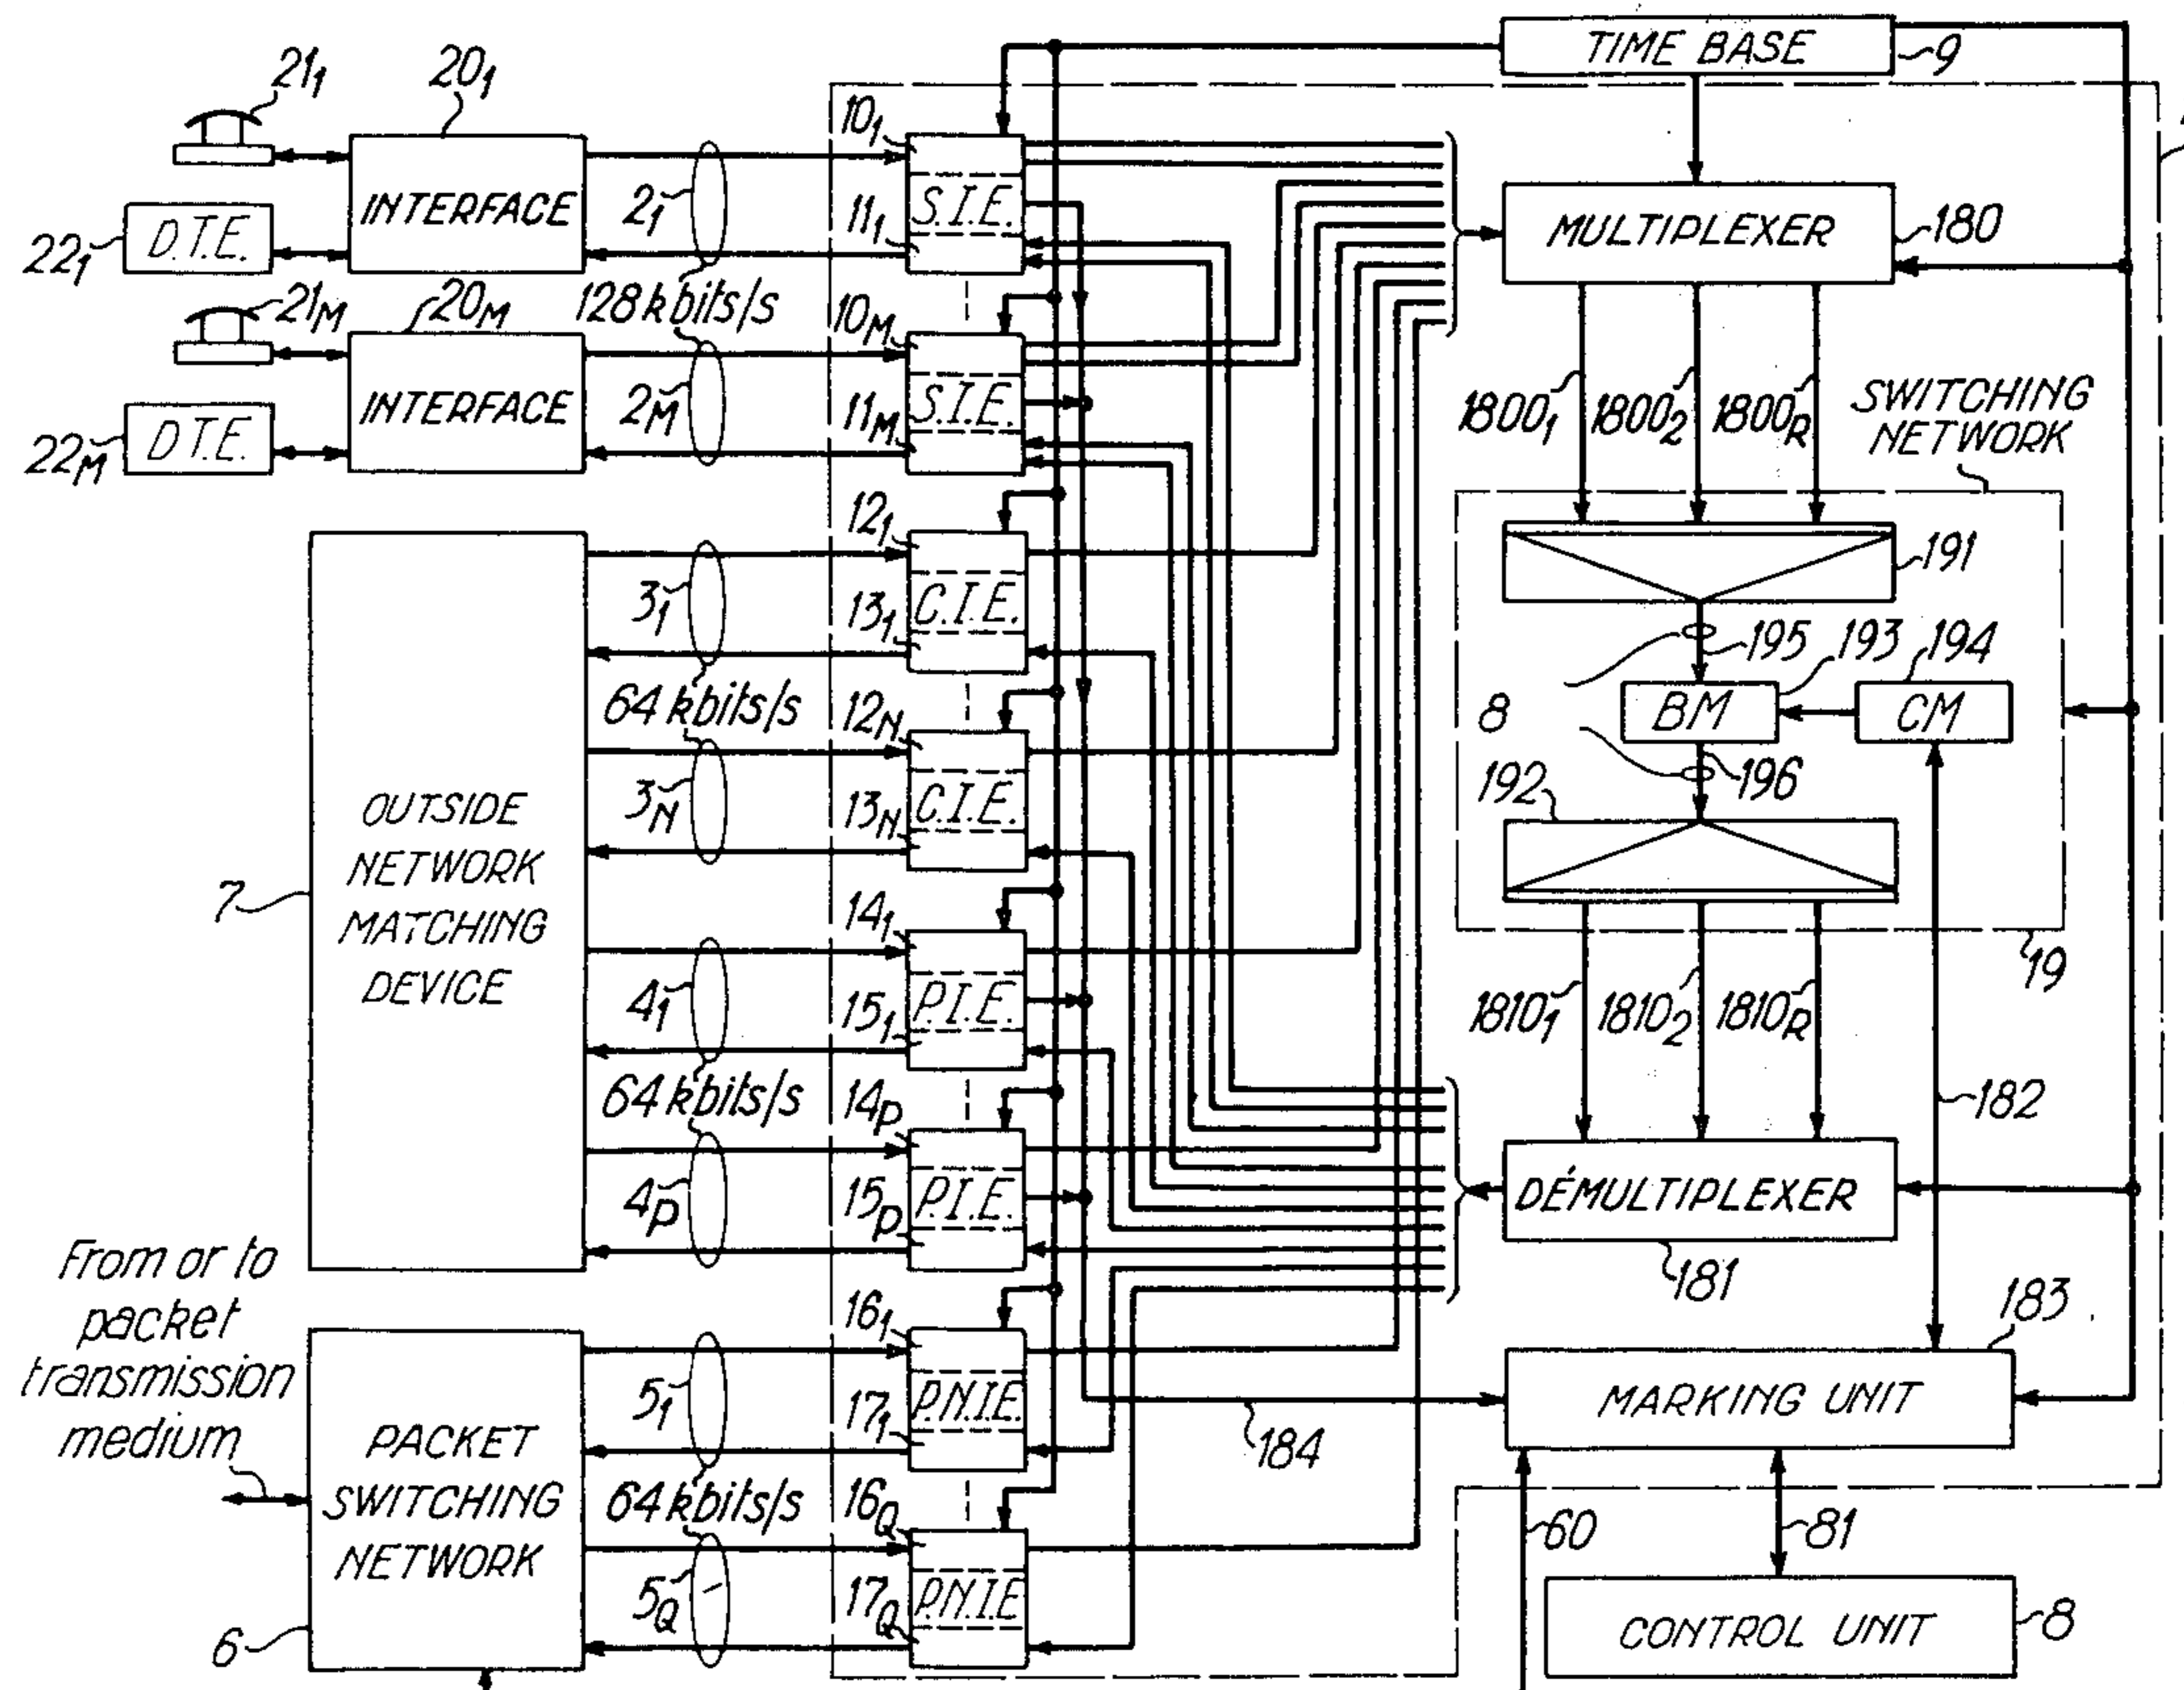 TIME BASE
9
21₁
20₁
INTERFACE
2₁
D.T.E.
22₁
128 kbits/s
10₁
S.I.E.
11₁
MULTIPLEXER
180
21M
20M
INTERFACE
2M
D.T.E.
22M
10M
S.I.E.
11M
1800₁
1800₂
1800R
SWITCHING
NETWORK
7
OUTSIDE
NETWORK
MATCHING
DEVICE
3₁
64 kbits/s
3N
12₁
C.I.E.
13₁
12N
C.I.E.
13N
191
195
193
194
8
BM
CM
196
192
19
4₁
64 kbits/s
4P
14₁
P.I.E.
15₁
14P
P.I.E.
15P
1810₁
1810₂
1810R
182
DÉMULTIPLEXER
181
183
MARKING UNIT
184
From or to
packet
transmission
medium
6
PACKET
SWITCHING
NETWORK
5₁
64 kbits/s
5Q
16₁
P.N.I.E.
17₁
16Q
P.N.I.E
17Q
60
81
CONTROL UNIT
8